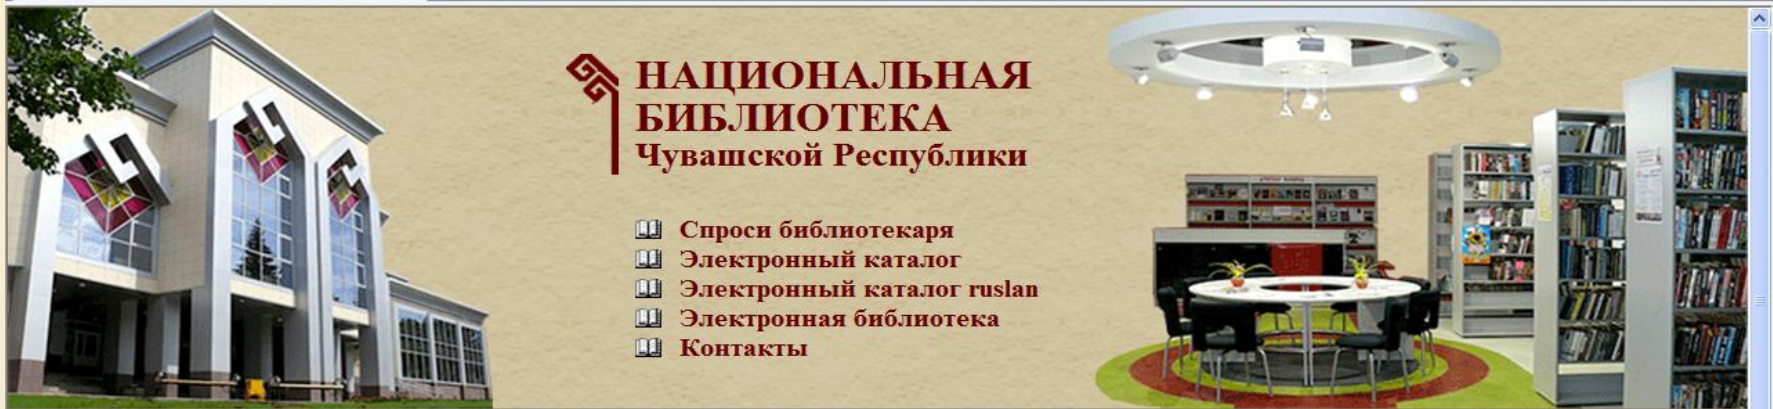 НАЦИОНАЛЬНАЯ
БИБЛИОТЕКА
Чувашской Республики
Спроси библиотекаря
Электронный каталог
Электронный каталог ruslan
Электронная библиотека
Контакты